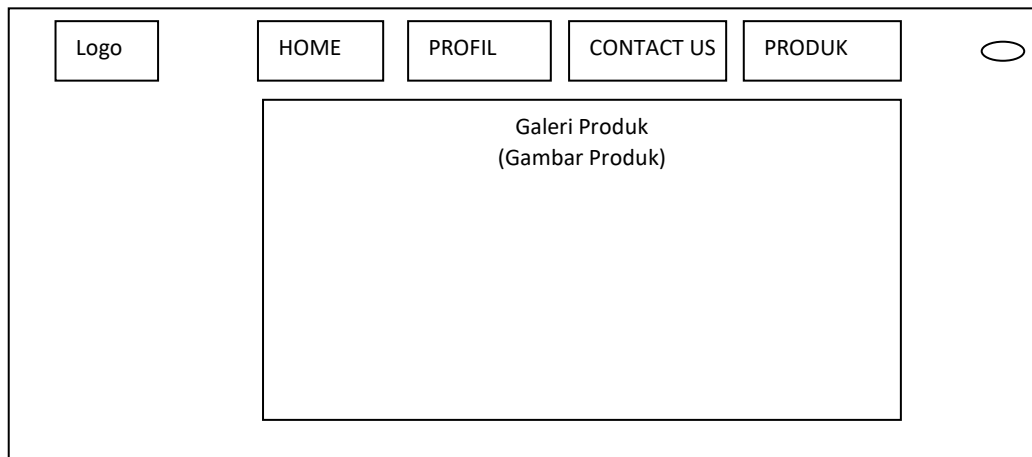 Logo
HOME
PROFIL
CONTACT US
PRODUK
Galeri Produk
(Gambar Produk)